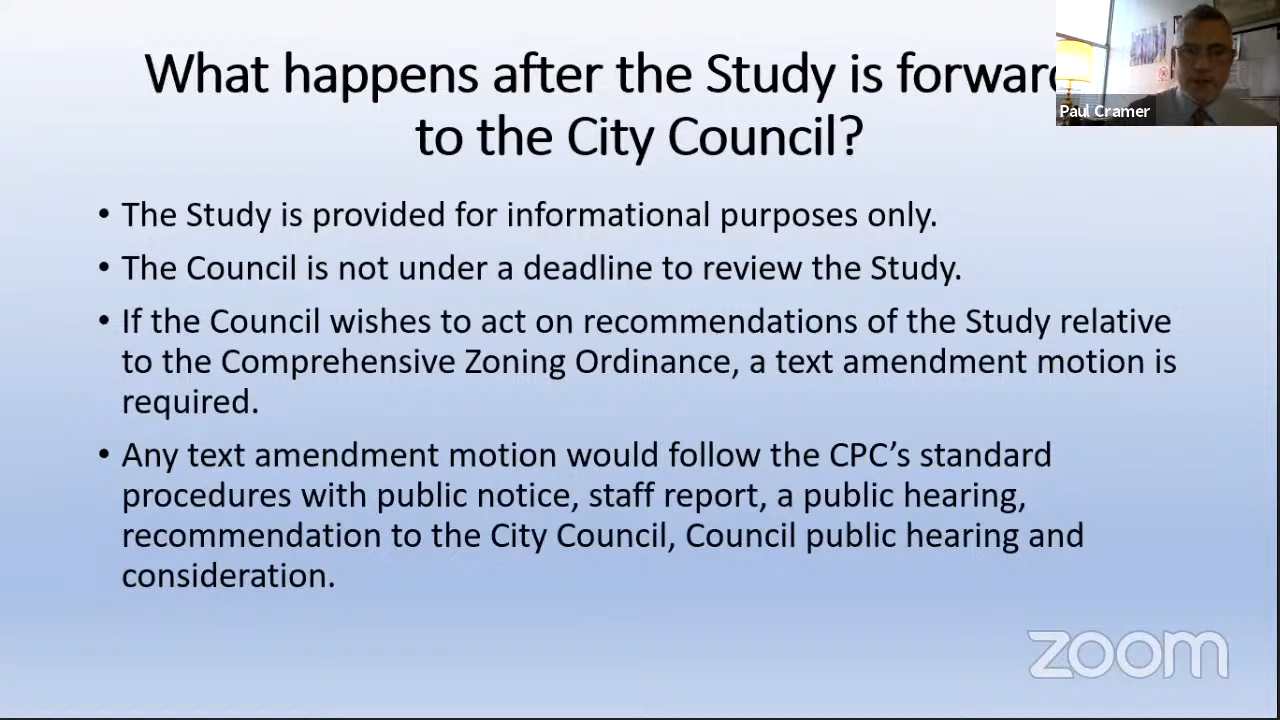 What happens after the Study is forward
to the City Council?
Paul Cramer
• The Study is provided for informational purposes only.
• The Council is not under a deadline to review the Study.
• If the Council wishes to act on recommendations of the Study relative
to the Comprehensive Zoning Ordinance, a text amendment motion is
required.
• Any text amendment motion would follow the CPC’s standard
procedures with public notice, staff report, a public hearing,
recommendation to the City Council, Council public hearing and
consideration.
zoom